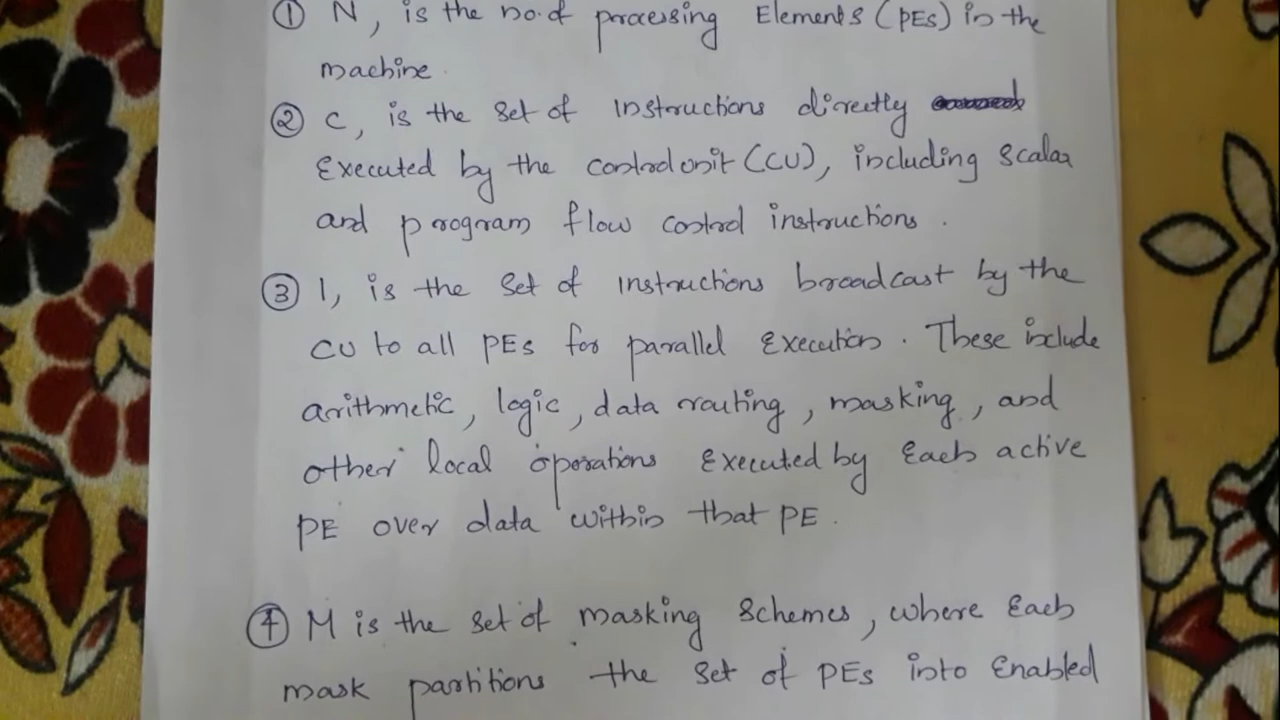 ① N, is the no. of processing Elements (PEs) in the
machine.
② C, is the set of instructions directly
Executed by the control unit (CU), including scalar
and program flow control instructions.
③ I, is the set of instructions broadcast by the
CU to all PEs for parallel Execution. These include
arithmetic, logic, data routing, masking, and
other local operations Executed by Each active
PE over data within that PE.
④ M is the set of masking schemes, where Each
mask partitions the set of PEs into Enabled